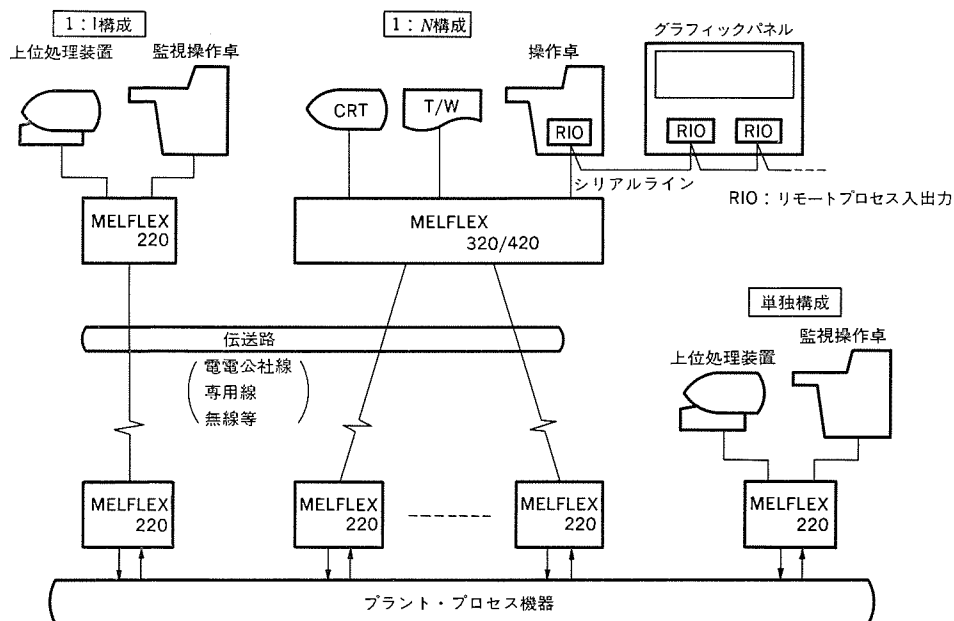 1：1構成
上位処理装置
監視操作卓
MELFLEX
220
1：N構成
CRT
T/W
操作卓
RIO
グラフィックパネル
RIO
RIO
シリアルライン
RIO：リモートプロセス入出力
MELFLEX
320/420
伝送路
電電公社線
専用線
無線等
単独構成
上位処理装置
監視操作卓
MELFLEX
220
MELFLEX
220
MELFLEX
220
MELFLEX
220
プラント・プロセス機器